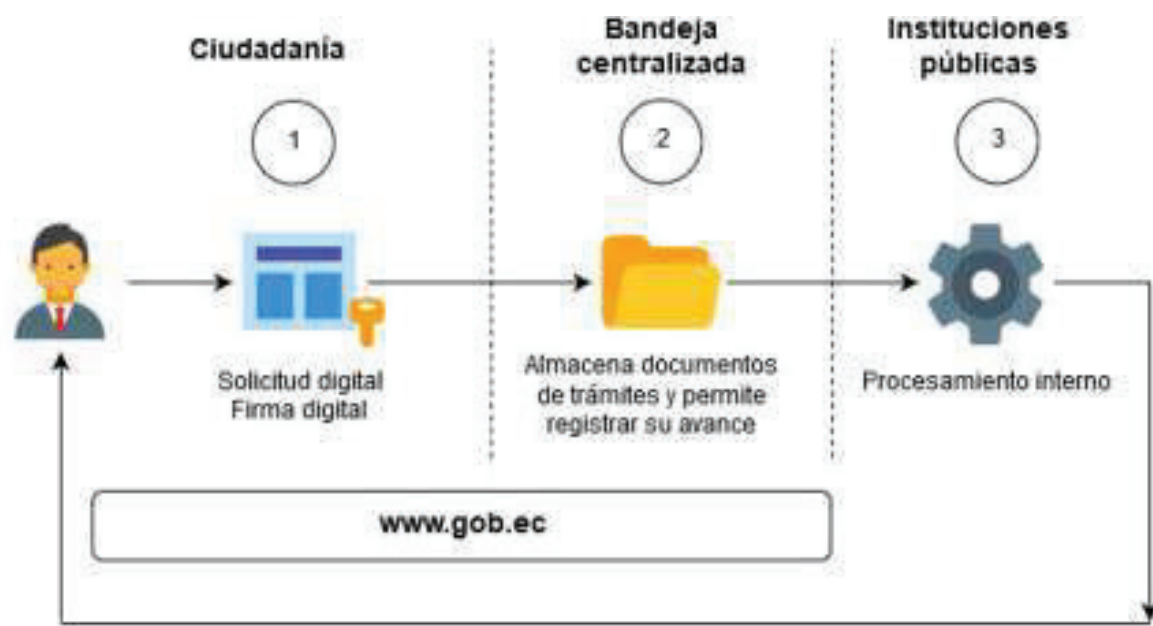 Ciudadanía
1
Solicitud digital
Firma digital
Bandeja
centralizada
2
Almacena documentos
de trámites y permite
registrar su avance
Instituciones
públicas
3
Procesamiento interno
www.gob.ec